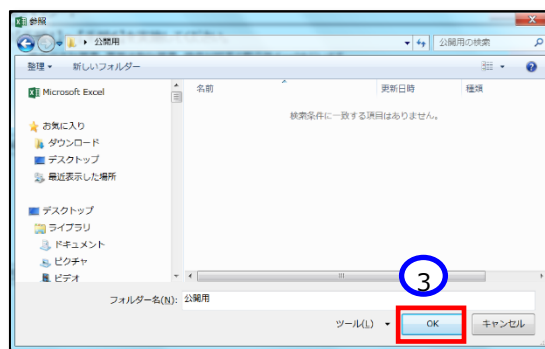 参照
公開用
公開用の検索
整理 新しいフォルダー
Microsoft Excel
名前 更新日時 種類
検索条件に一致する項目はありません。
お気に入り
ダウンロード
デスクトップ
最近表示した場所
デスクトップ
ライブラリ
ドキュメント
ピクチャ
ビデオ
フォルダー名(N): 公開用
3
ツール(L) OK キャンセル